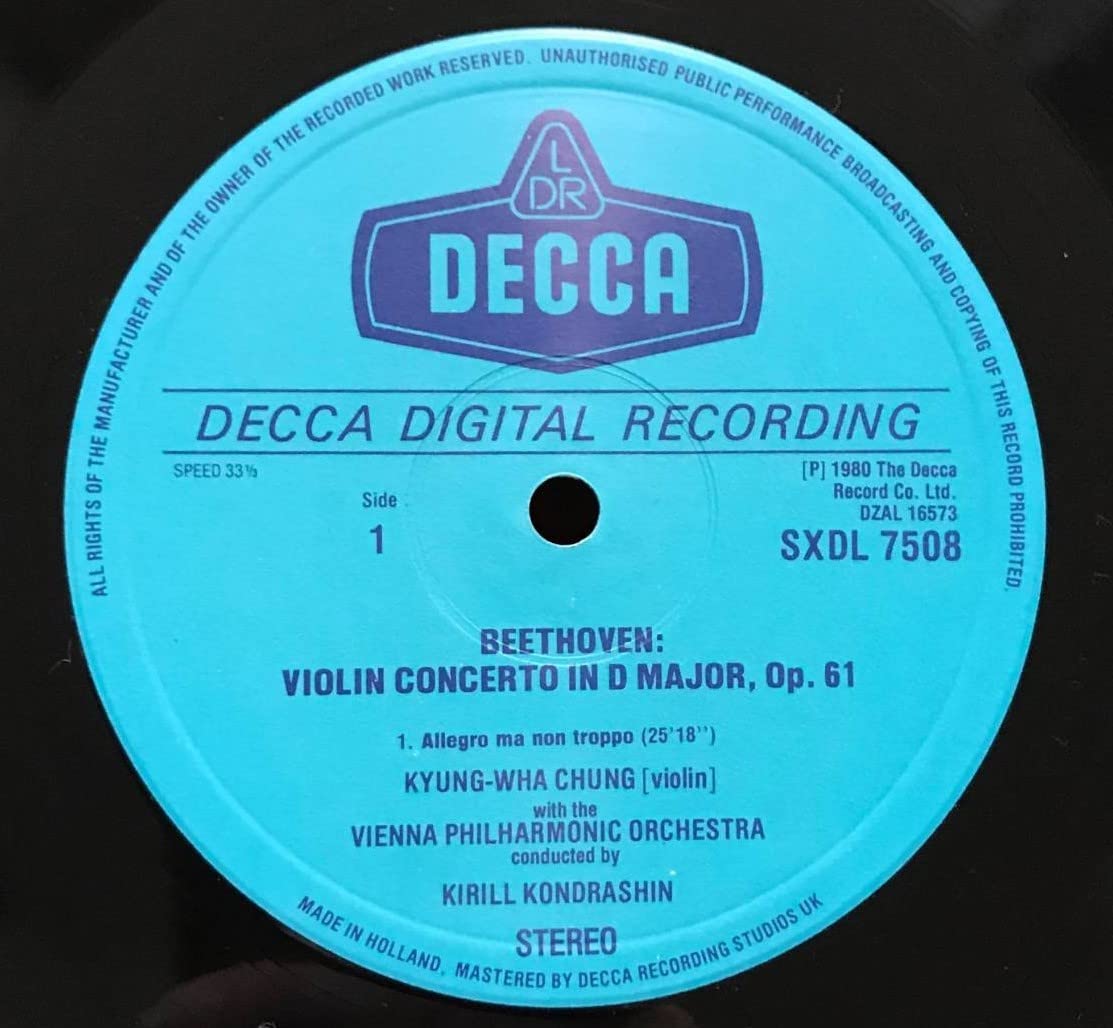 ALL RIGHTS OF THE MANUFACTURER AND OF THE OWNER OF THE RECORDED WORK RESERVED. UNAUTHORISED PUBLIC PERFORMANCE BROADCASTING AND COPYING OF THIS RECORD PROHIBITED.
L
DR
DECCA
DECCA DIGITAL RECORDING
SPEED 33⅓
[P] 1980 The Decca
Record Co. Ltd.
DZAL 16573
SXDL 7508
Side
1
BEETHOVEN:
VIOLIN CONCERTO IN D MAJOR, Op. 61
1. Allegro ma non troppo (25'18'')
KYUNG-WHA CHUNG [violin]
with the
VIENNA PHILHARMONIC ORCHESTRA
conducted by
KIRILL KONDRASHIN
STEREO
MADE IN HOLLAND. MASTERED BY DECCA RECORDING STUDIOS UK